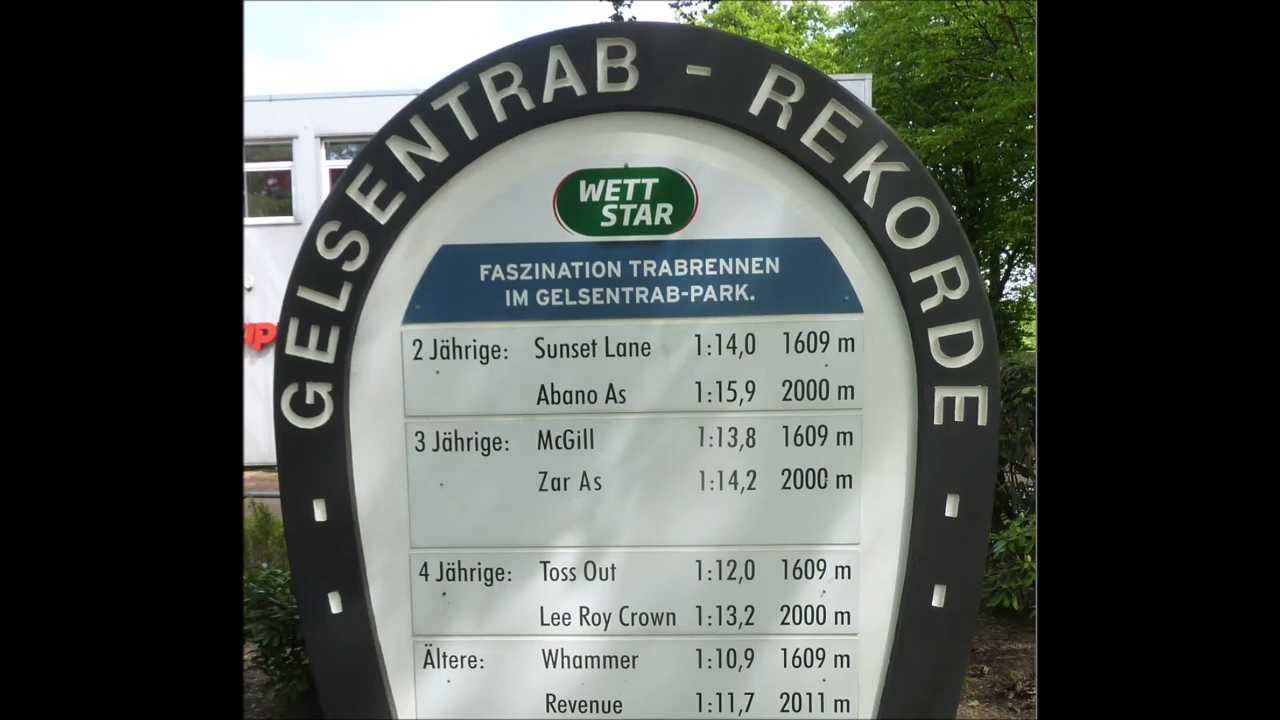 GELSENTRAB - REKORDE
WETT
STAR
FASZINATION TRABRENNEN
IM GELSENTRAB-PARK.
2 Jährige: Sunset Lane 1:14,0 1609 m
Abano As 1:15,9 2000 m
3 Jährige: McGill 1:13,8 1609 m
Zar As 1:14,2 2000 m
4 Jährige: Toss Out 1:12,0 1609 m
Lee Roy Crown 1:13,2 2000 m
Ältere: Whammer 1:10,9 1609 m
Revenue 1:11,7 2011 m